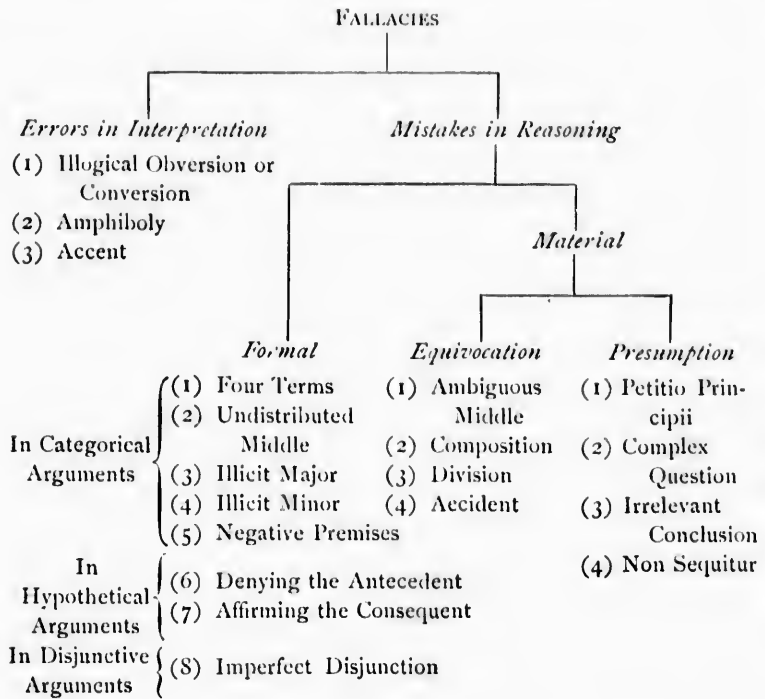 FALLACIES
Errors in Interpretation
(1) Illogical Obversion or
Conversion
(2) Amphiboly
(3) Accent
Mistakes in Reasoning
Material
Formal
In Categorical
Arguments
(1) Four Terms
(2) Undistributed
Middle
(3) Illicit Major
(4) Illicit Minor
(5) Negative Premises
In
Hypothetical
Arguments
(6) Denying the Antecedent
(7) Affirming the Consequent
In Disjunctive
Arguments
(8) Imperfect Disjunction
Equivocation
(1) Ambiguous
Middle
(2) Composition
(3) Division
(4) Accident
Presumption
(1) Petitio Prin-
cipii
(2) Complex
Question
(3) Irrelevant
Conclusion
(4) Non Sequitur